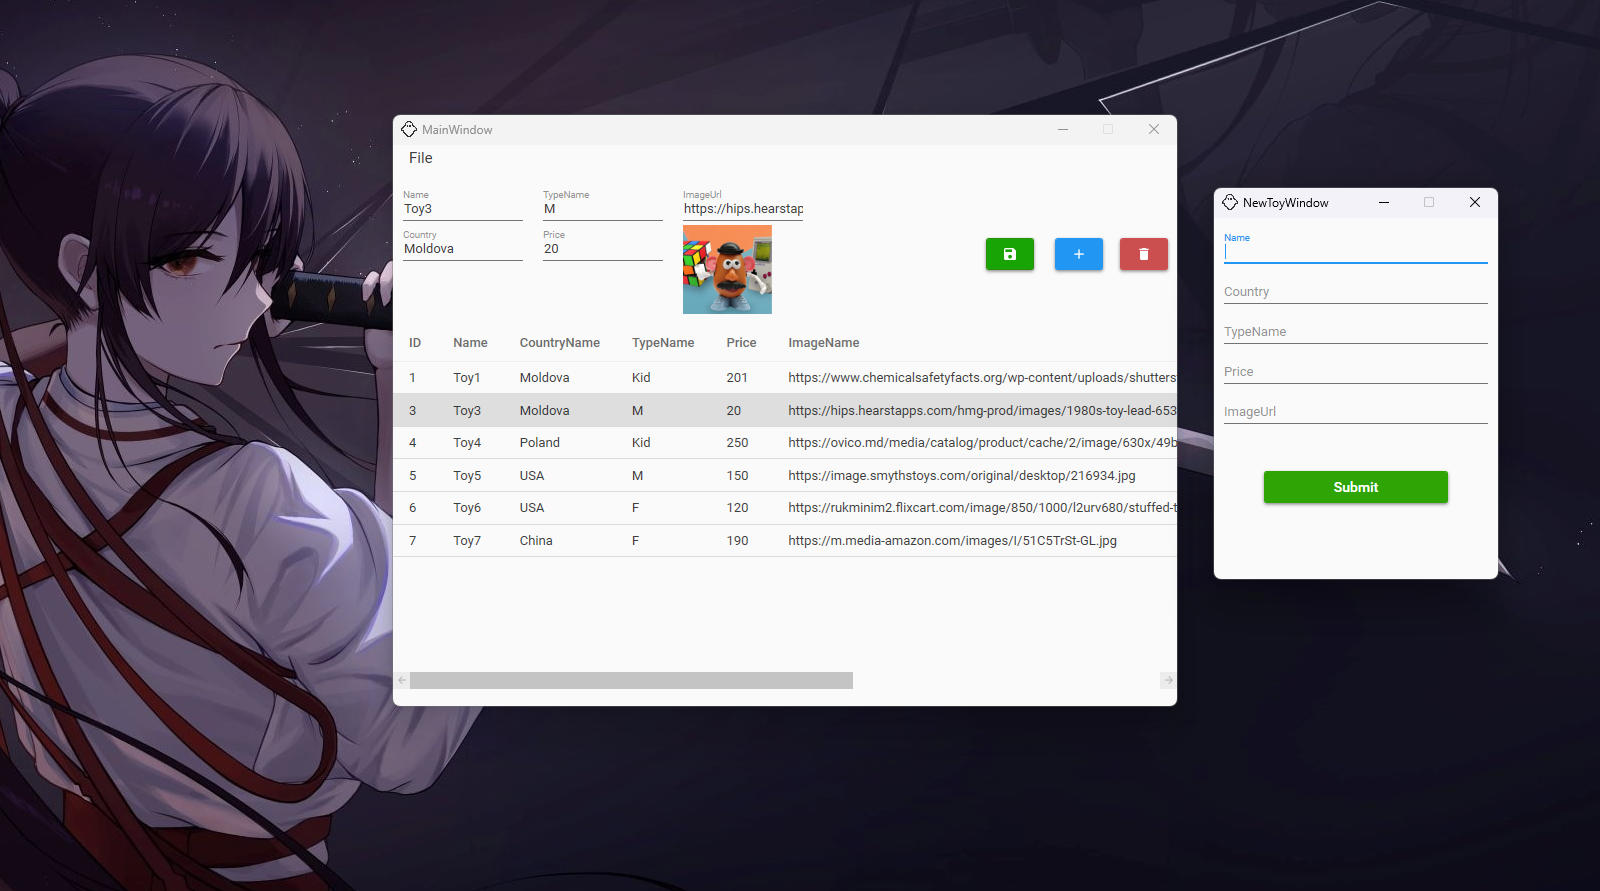 MainWindow
File
Name TypeName ImageUrl
Toy3 M https://hips.hearstap
Country Price
Moldova 20
ID Name CountryName TypeName Price ImageName
1 Toy1 Moldova Kid 201 https://www.chemicalsafetyfacts.org/wp-content/uploads/shutters
3 Toy3 Moldova M 20 https://hips.hearstapps.com/hmg-prod/images/1980s-toy-lead-653
4 Toy4 Poland Kid 250 https://ovico.md/media/catalog/product/cache/2/image/630x/49b
5 Toy5 USA M 150 https://image.smythstoys.com/original/desktop/216934.jpg
6 Toy6 USA F 120 https://rukminim2.flixcart.com/image/850/1000/l2urv680/stuffed-t
7 Toy7 China F 190 https://m.media-amazon.com/images/I/51C5TrSt-GL.jpg
NewToyWindow
Name
Country
TypeName
Price
ImageUrl
Submit